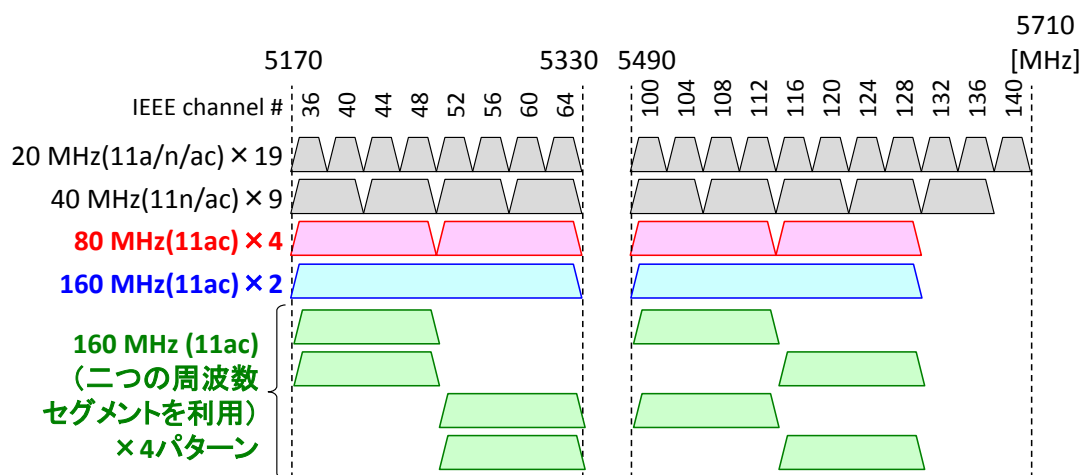 5710
5170 5330 5490 [MHz]
IEEE channel # 36 40 44 48 52 56 60 64 100 104 108 112 116 120 124 128 132 136 140
20 MHz(11a/n/ac)×19
40 MHz(11n/ac)×9
80 MHz(11ac)×4
160 MHz(11ac)×2
160 MHz (11ac)
（二つの周波数
セグメントを利用）
×4パターン